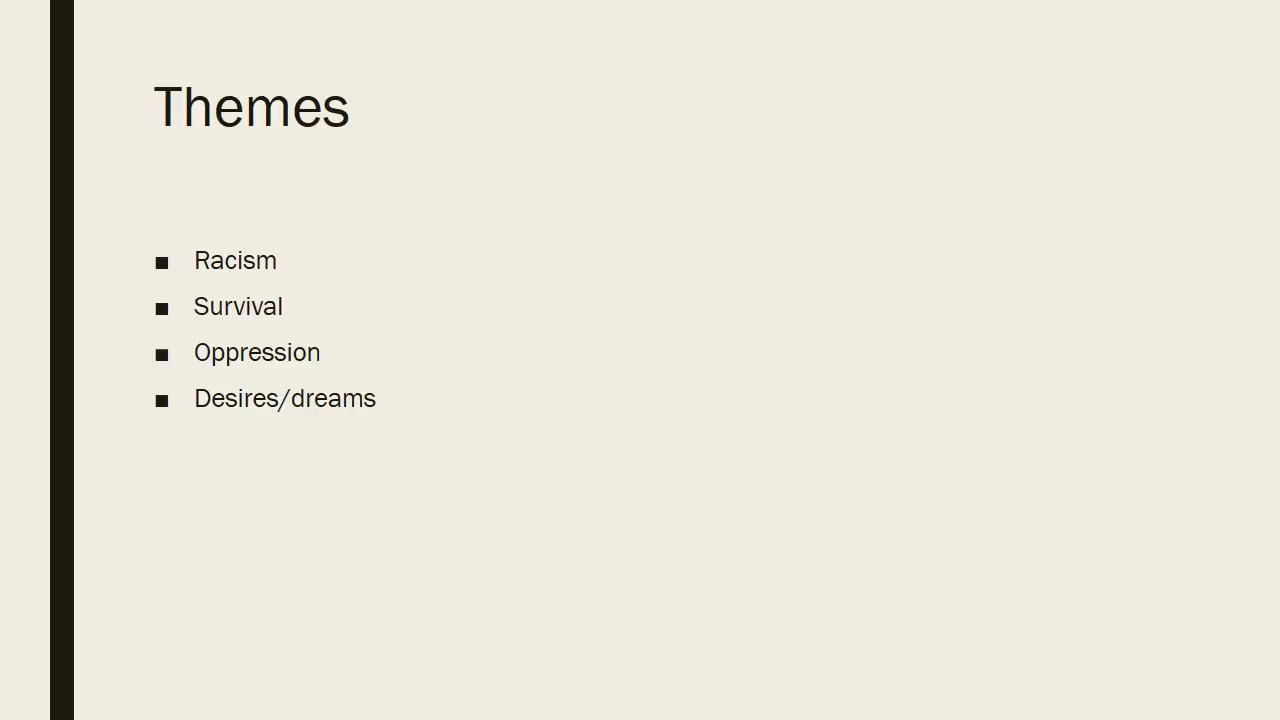 Themes
■ Racism
■ Survival
■ Oppression
■ Desires/dreams